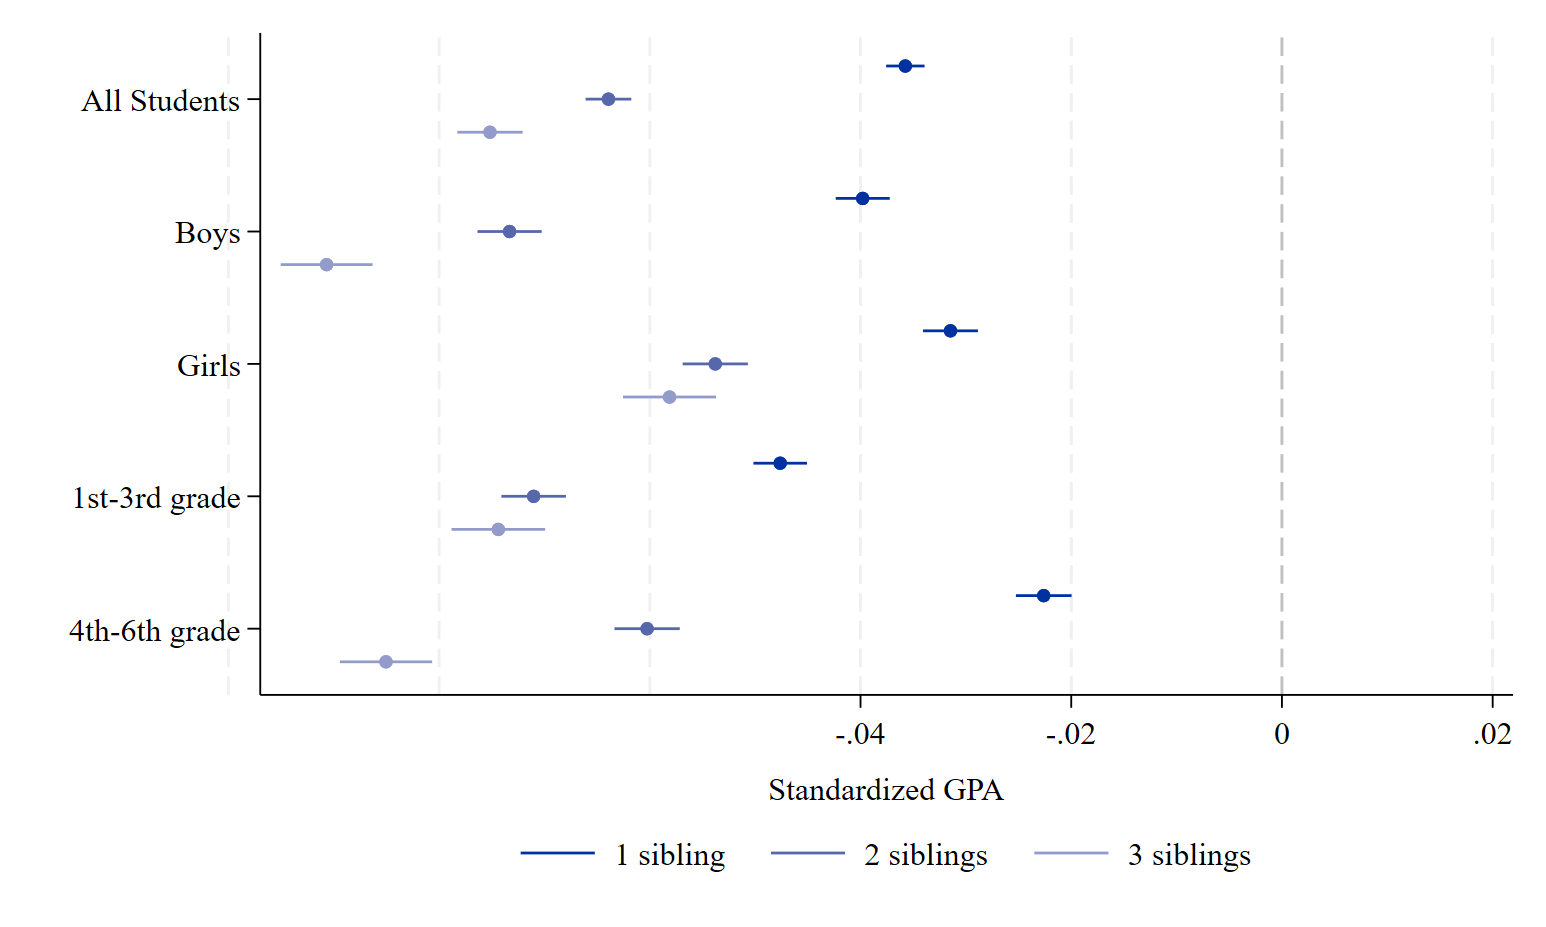 All Students
Boys
Girls
1st-3rd grade
4th-6th grade
-.04 -.02 0 .02
Standardized GPA
1 sibling 2 siblings 3 siblings